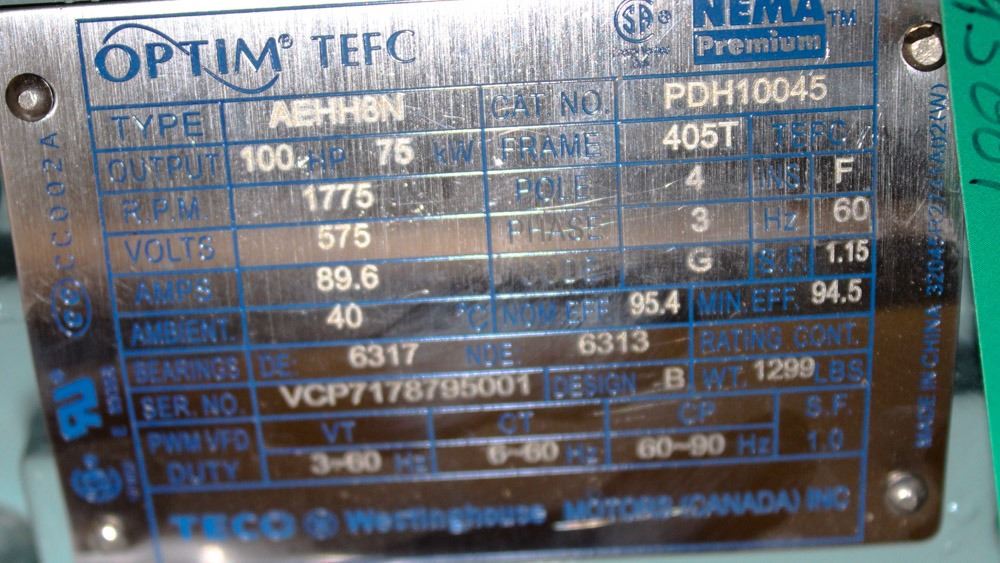 OPTIM® TEFC
SA
NEMA TM
Premium
TYPE AEHH8N CAT NO. PDH10045
OUTPUT 100 HP 75 kW FRAME 405T TEFC
R.P.M. 1775 POLE 4 INS. F
VOLTS 575 PHASE 3 Hz 60
AMPS 89.6 CODE G S.F. 1.15
AMBIENT. 40 °C NOM.EFF. 95.4 MIN. EFF. 94.5
BEARINGS DE. 6317 NDE. 6313 RATING. CONT.
SER. NO. VCP7178795001 DESIGN B WT. 1299 LBS
PWM VFD DUTY
VT CT CP S.F.
3~60 Hz 6~60 Hz 60~90 Hz 1.0
TECO Westinghouse MOTORS (CANADA) INC
CC002A
MADE IN CHINA